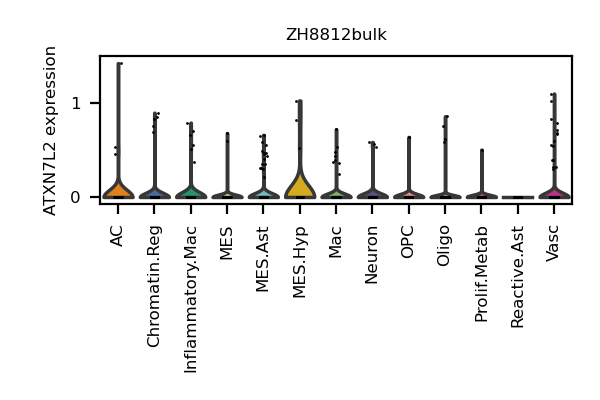 ZH8812bulk
ATXN7L2 expression
1
0
AC
Chromatin.Reg
Inflammatory.Mac
MES
MES.Ast
MES.Hyp
Mac
Neuron
OPC
Oligo
Prolif.Metab
Reactive.Ast
Vasc